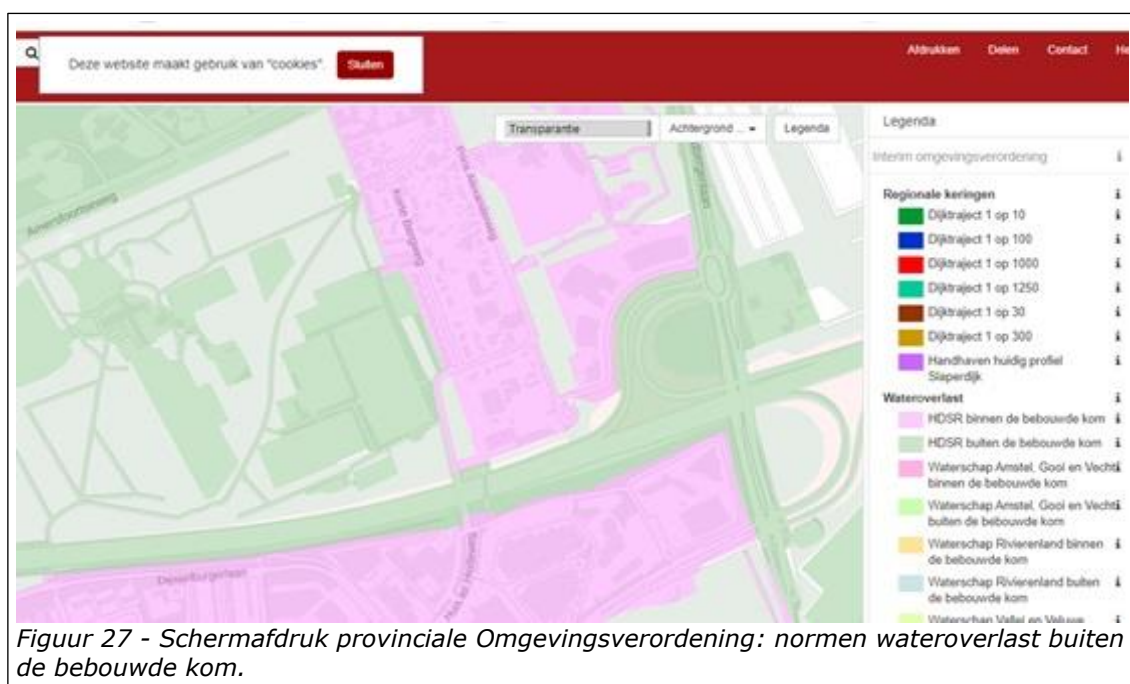 Deze website maakt gebruik van "cookies". Sluiten
Afdrukken Delen Contact He
Transparantie Achtergrond ... Legenda
Legenda
Interim omgevingsverordening i
Regionale keringen i
Dijktraject 1 op 10 i
Dijktraject 1 op 100 i
Dijktraject 1 op 1000 i
Dijktraject 1 op 1250 i
Dijktraject 1 op 30 i
Dijktraject 1 op 300 i
Handhaven huidig profiel i
Slaperdijk
Wateroverlast i
HDSR binnen de bebouwde kom i
HDSR buiten de bebouwde kom i
Waterschap Amstel, Gooi en Vecht i
binnen de bebouwde kom
Waterschap Amstel, Gooi en Vecht i
buiten de bebouwde kom
Waterschap Rivierenland binnen i
de bebouwde kom
Waterschap Rivierenland buiten i
de bebouwde kom
Waterschap Vallei en Veluwe i
Amersfoortseweg
Figuur 27 - Schermafdruk provinciale Omgevingsverordening: normen wateroverlast buiten
de bebouwde kom.